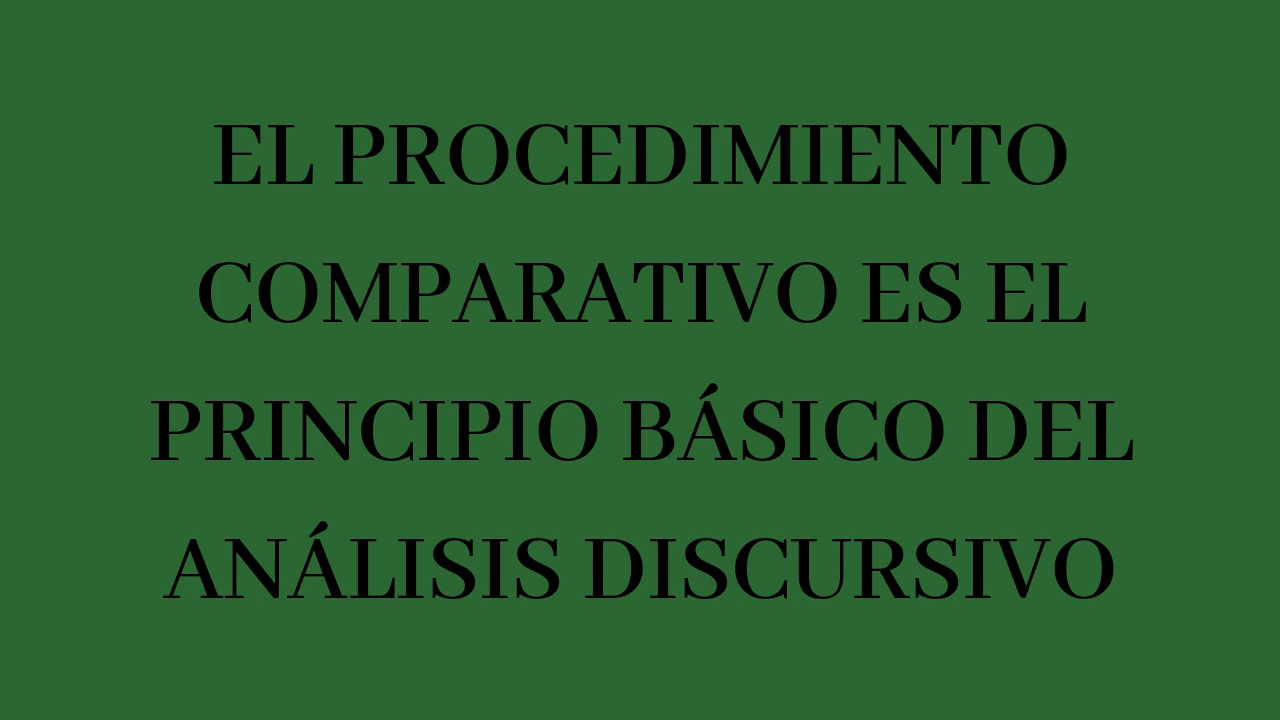 EL PROCEDIMIENTO
COMPARATIVO ES EL
PRINCIPIO BÁSICO DEL
ANÁLISIS DISCURSIVO